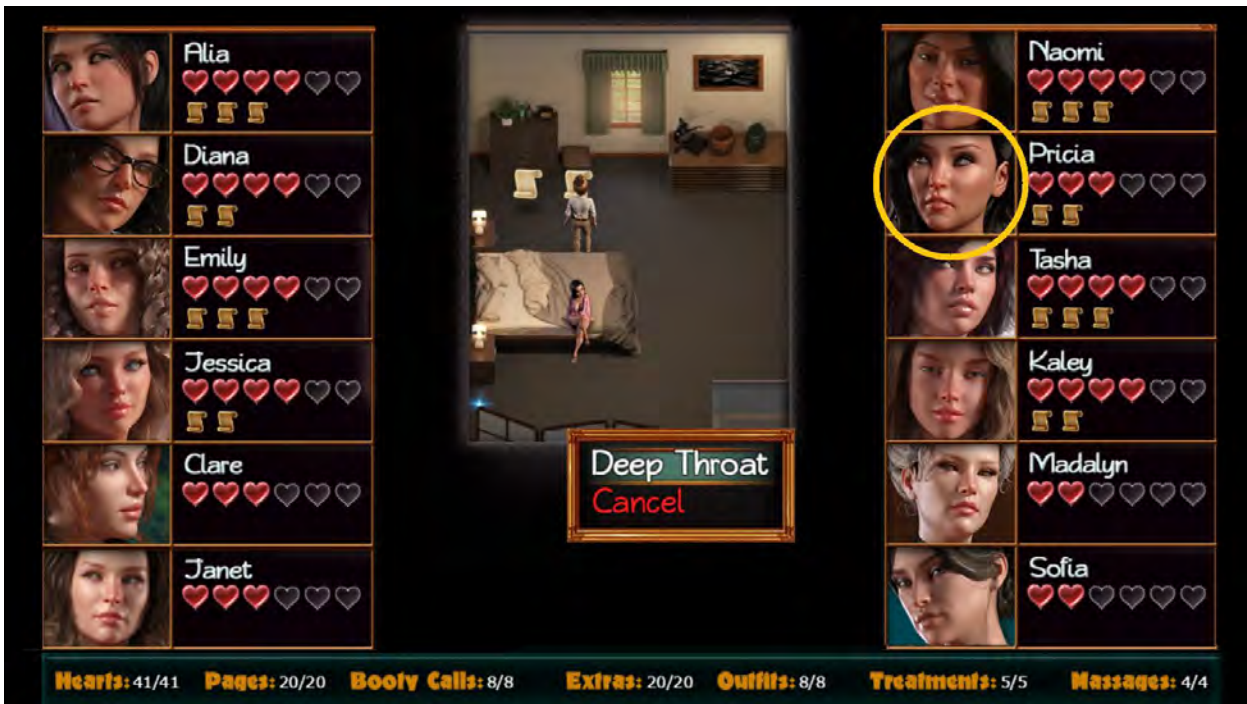 Alia
Diana
Emily
Jessica
Clare
Janet
Deep Throat
Cancel
Naomi
Pricia
Tasha
Kaley
Madalyn
Sofia
Hearts: 41/41 Pages: 20/20 Booty Calls: 8/8 Extras: 20/20 Outfits: 8/8 Treatments: 5/5 Massages: 4/4